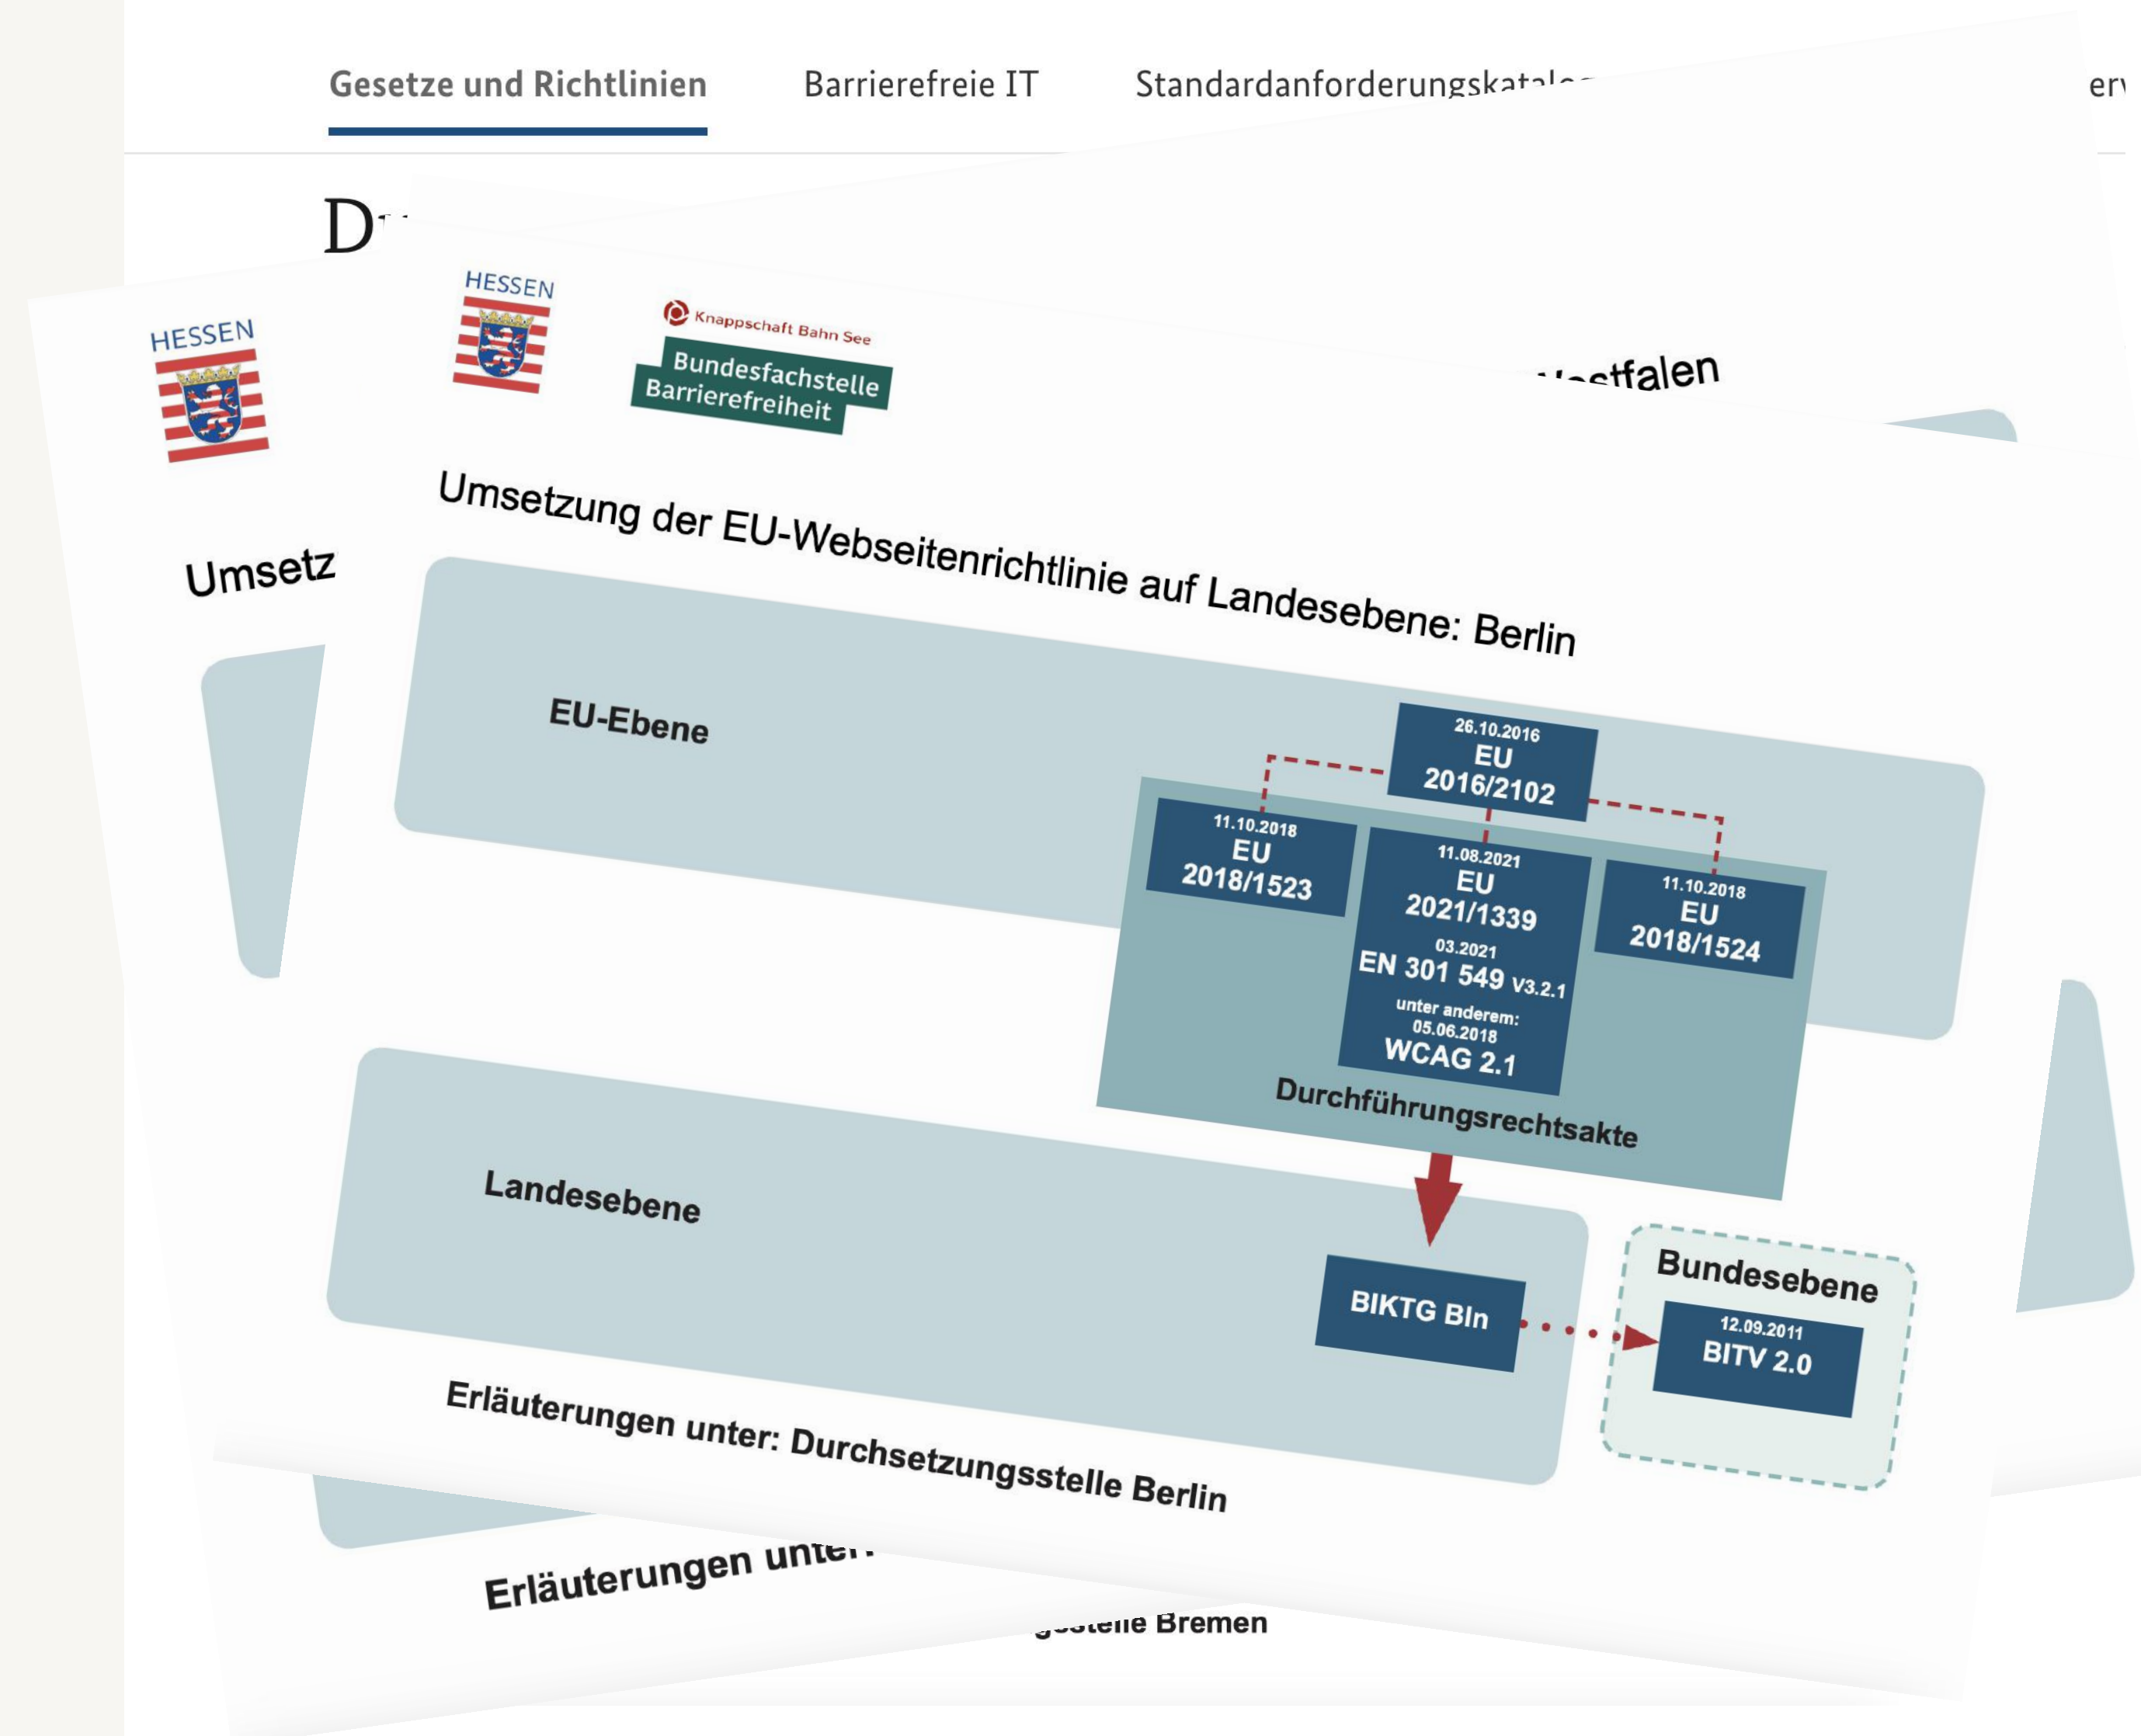 Gesetze und Richtlinien
Barrierefreie IT
HESSEN
HESSEN
Knappschaft Bahn See
Bundesfachstelle
Barrierefreiheit
Umsetz
Umsetzung der EU-Webseitenrichtlinie auf Landesebene: Berlin
EU-Ebene
26.10.2016
EU
2016/2102
11.10.2018
EU
2018/1523
11.08.2021
EU
2021/1339
03.2021
EN 301 549 V3.2.1
unter anderem:
05.06.2018
WCAG 2.1
11.10.2018
EU
2018/1524
Durchführungsrechtsakte
Landesebene
BIKTG Bln
Bundesebene
12.09.2011
BITV 2.0
Erläuterungen unter: Durchsetzungsstelle Berlin
Erläuterungen unter:
Bremen